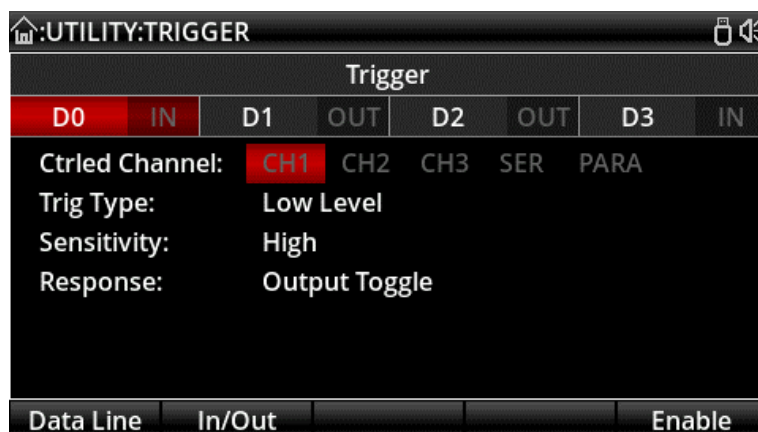 :UTILITY:TRIGGER
Trigger
D0 IN D1 OUT D2 OUT D3 IN
Ctrled Channel: CH1 CH2 CH3 SER PARA
Trig Type: Low Level
Sensitivity: High
Response: Output Toggle
Data Line In/Out Enable